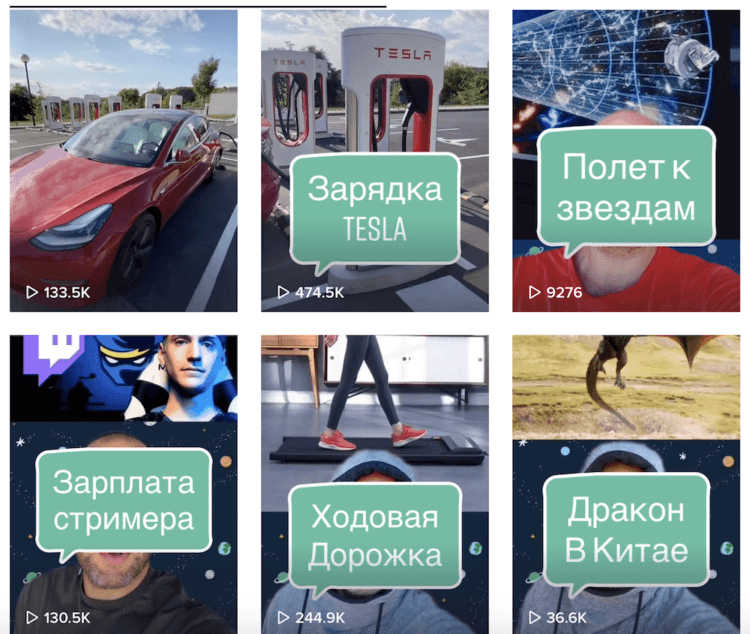 TESLA
TESLA
Зарядка
TESLA
Полет к
звездам
133.5K
474.5K
9276
Зарплата
стримера
Ходовая
Дорожка
Дракон
В Китае
130.5K
244.9K
36.6K